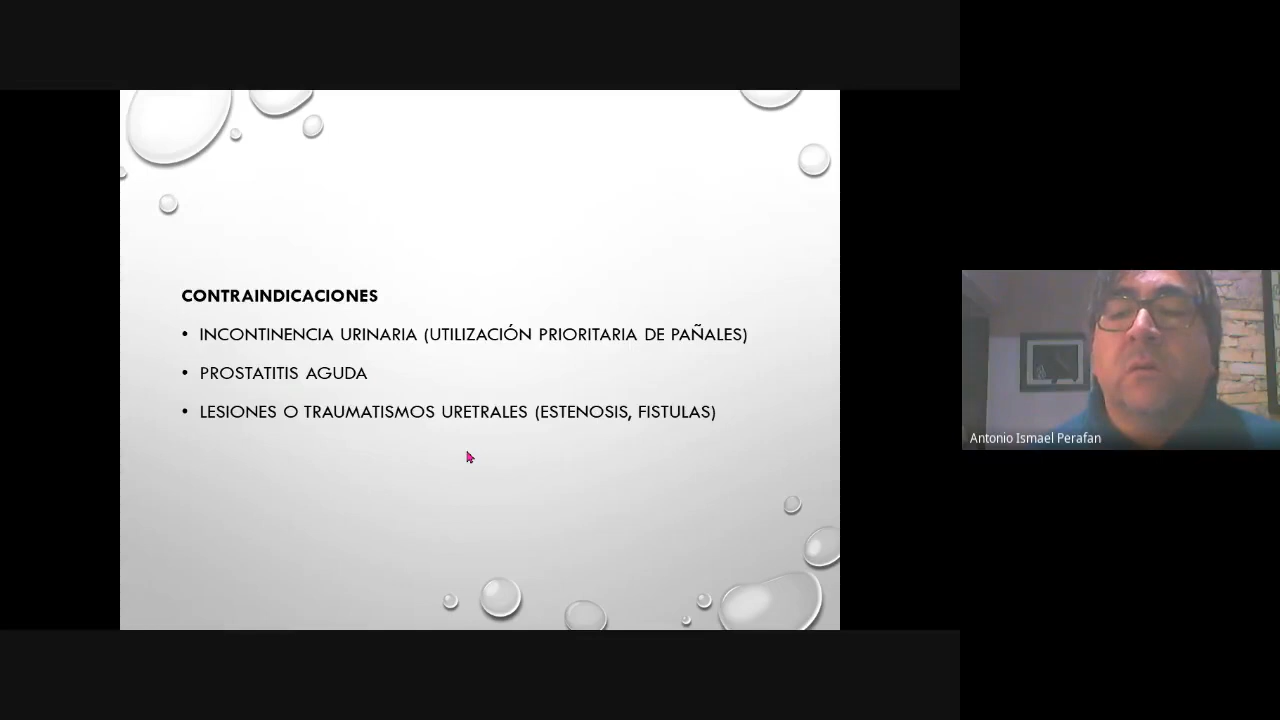 CONTRAINDICACIONES
• INCONTINENCIA URINARIA (UTILIZACIÓN PRIORITARIA DE PAÑALES)
• PROSTATITIS AGUDA
• LESIONES O TRAUMATISMOS URETRALES (ESTENOSIS, FISTULAS)
Antonio Ismael Perafan